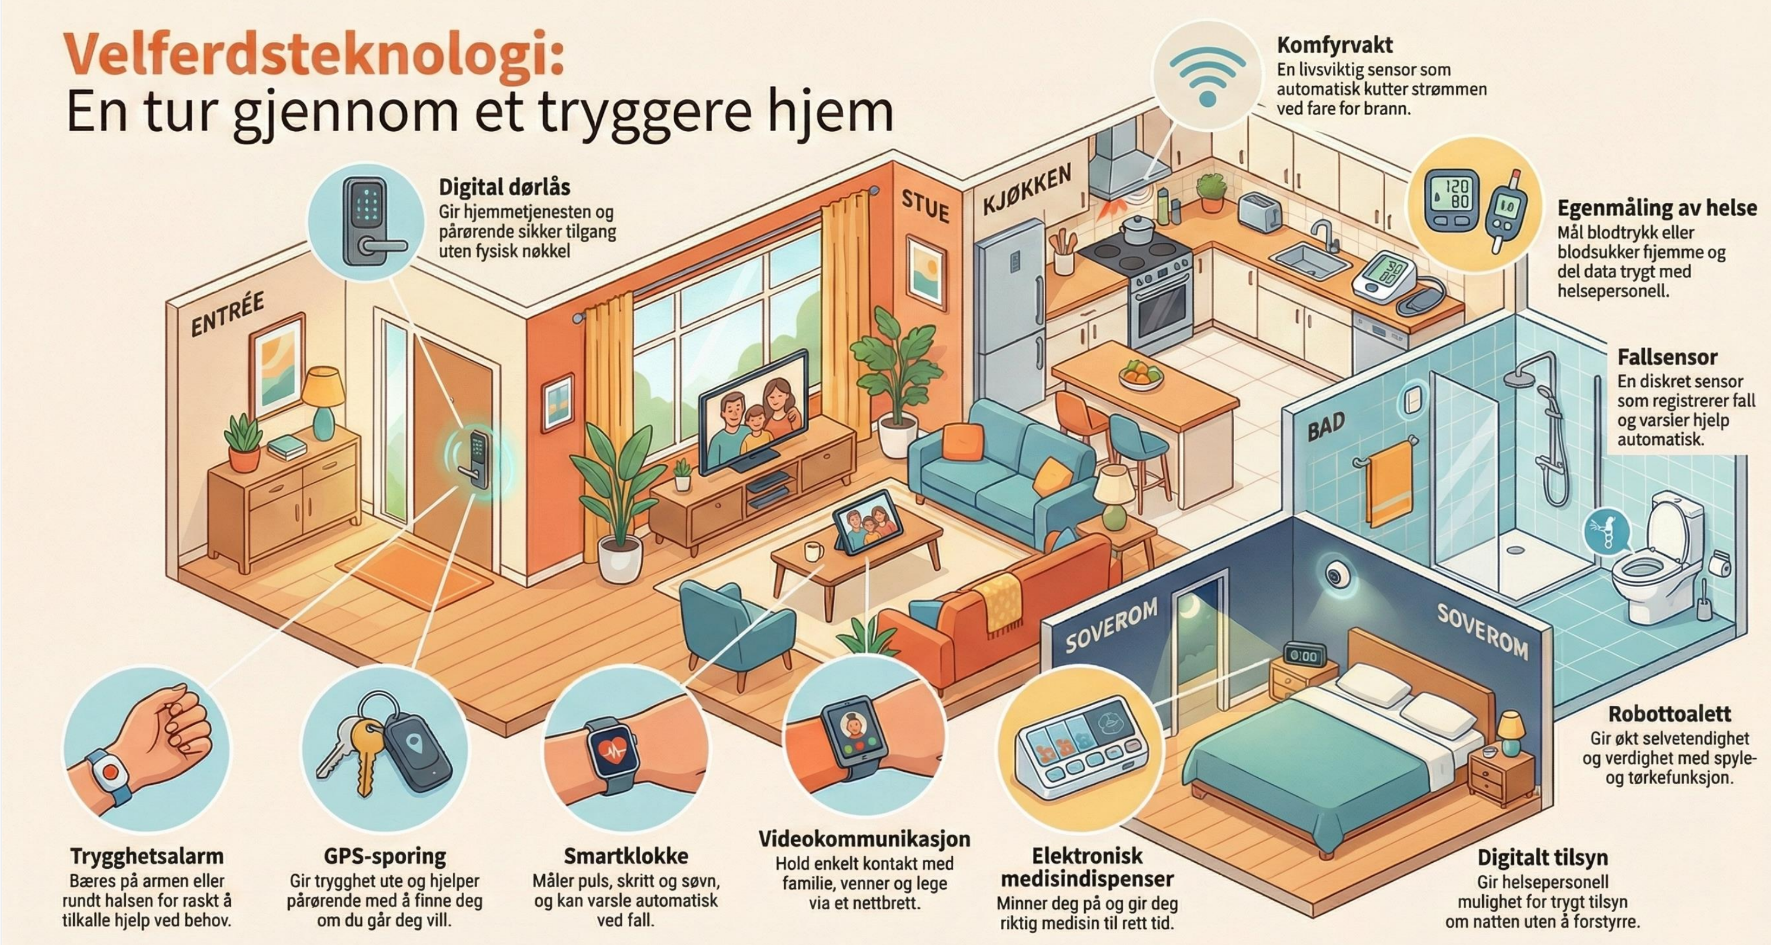 Velferdsteknologi:
En tur gjennom et tryggere hjem
Komfyrvakt
En livsviktig sensor som
automatisk kutter strømmen
ved fare for brann.
Digital dørlås
Gir hjemmetjenesten og
pårørende sikker tilgang
uten fysisk nøkkel
Egenmåling av helse
Mål blodtrykk eller
blodsukker fjemme og
del data trygt med
helsepersonell.
120
80
1.0
ENTRÉE
STUE
KJØKKEN
BAD
Fallsensor
En diskret sensor
som registrerer fall
og varsier hjelp
automatisk.
SOVEROM
SOVEROM
Robottoalett
Gir økt selvetendighet
og verdighet med spyle-
og tørkefunksjon.
Trygghetsalarm
Bæres på armen eller
rundt halsen for raskt å
tilkalle hjelp ved behov.
GPS-sporing
Gir trygghet ute og hjelper
pårørende med å finne deg
om du går deg vill.
Smartklokke
Måler puls, skritt og søvn,
og kan varsle automatisk
ved fall.
Videokommunikasjon
Hold enkelt kontakt med
familie, venner og lege
via et nettbrett.
Elektronisk
medisindispenser
Minner deg på og gir deg
riktig medisin til rett tid.
Digitalt tilsyn
Gir helsepersonell
mulighet for trygt tilsyn
om natten uten å forstyrre.